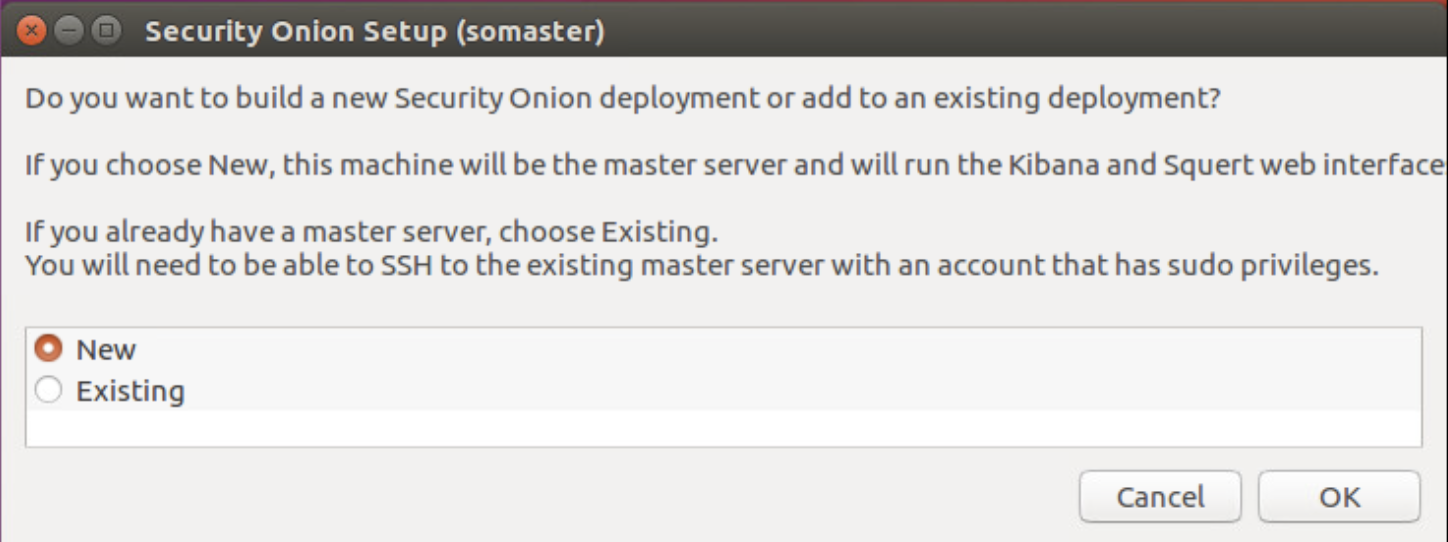 Security Onion Setup (somaster)
Do you want to build a new Security Onion deployment or add to an existing deployment?
If you choose New, this machine will be the master server and will run the Kibana and Squert web interface
If you already have a master server, choose Existing.
You will need to be able to SSH to the existing master server with an account that has sudo privileges.
New
Existing
Cancel
OK